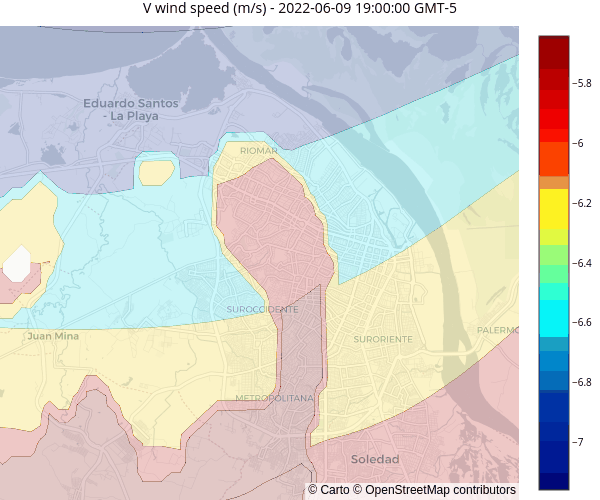 V wind speed (m/s) - 2022-06-09 19:00:00 GMT-5
Eduardo Santos
- La Playa
RIOMAR
SUROCCIDENTE
Juan Mina
SURORIENTE
PALERMO
METROPOLITANA
Soledad
© Carto © OpenStreetMap contributors
−5.8
−6
−6.2
−6.4
−6.6
−6.8
−7